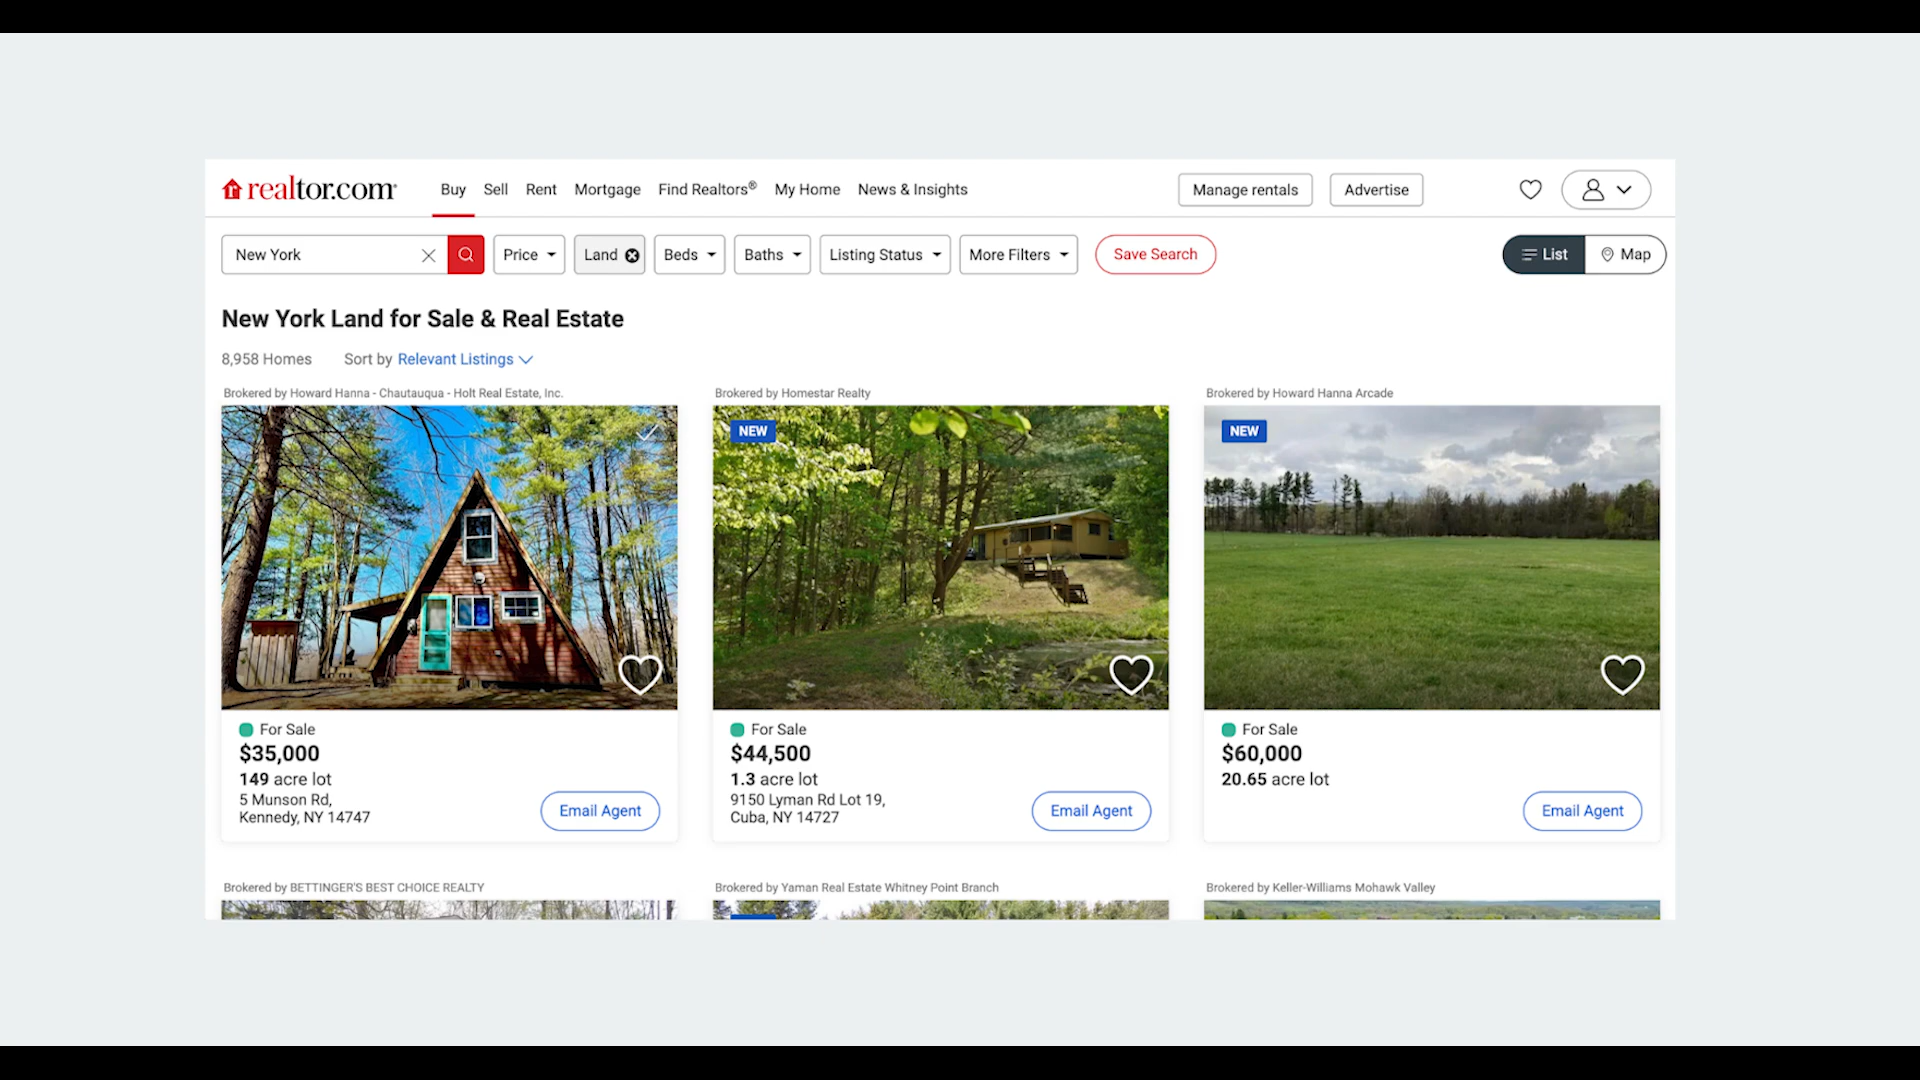 realtor.com®
Buy Sell Rent Mortgage Find Realtors® My Home News & Insights Manage rentals Advertise
New York Price Land Beds Baths Listing Status More Filters Save Search List Map
New York Land for Sale & Real Estate
8,958 Homes Sort by Relevant Listings
Brokered by Howard Hanna - Chautauqua - Holt Real Estate, Inc.
For Sale
$35,000
149 acre lot
5 Munson Rd,
Kennedy, NY 14747
Email Agent
Brokered by Homestar Realty
NEW
For Sale
$44,500
1.3 acre lot
9150 Lyman Rd Lot 19,
Cuba, NY 14727
Email Agent
Brokered by Howard Hanna Arcade
NEW
For Sale
$60,000
20.65 acre lot
Email Agent
Brokered by BETTINGER'S BEST CHOICE REALTY
Brokered by Yaman Real Estate Whitney Point Branch
Brokered by Keller-Williams Mohawk Valley